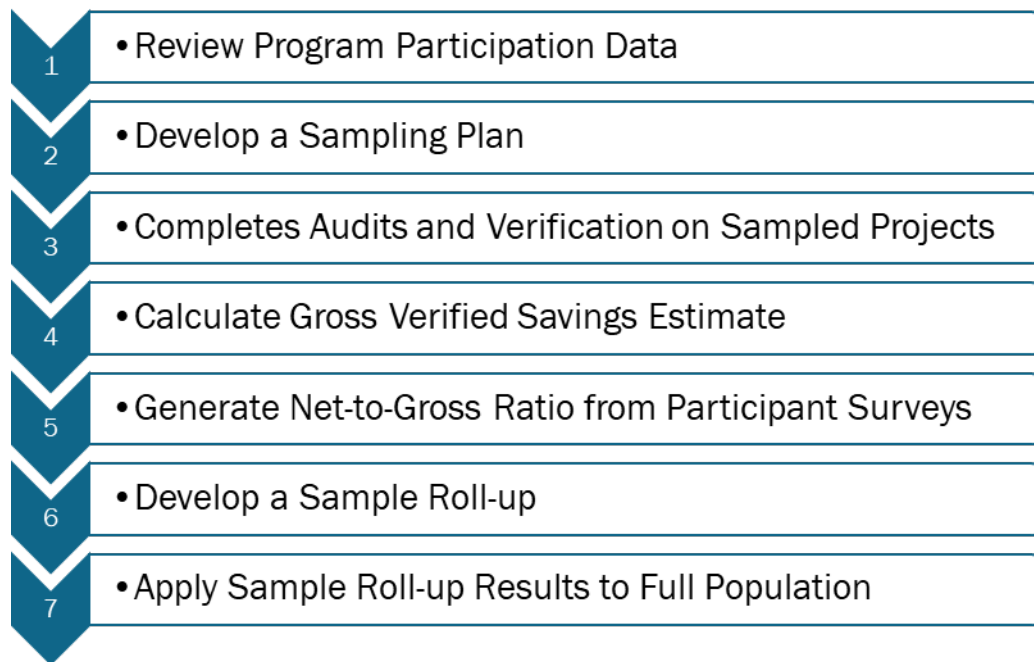 1
•Review Program Participation Data
2
•Develop a Sampling Plan
3
•Completes Audits and Verification on Sampled Projects
4
•Calculate Gross Verified Savings Estimate
5
•Generate Net-to-Gross Ratio from Participant Surveys
6
•Develop a Sample Roll-up
7
•Apply Sample Roll-up Results to Full Population